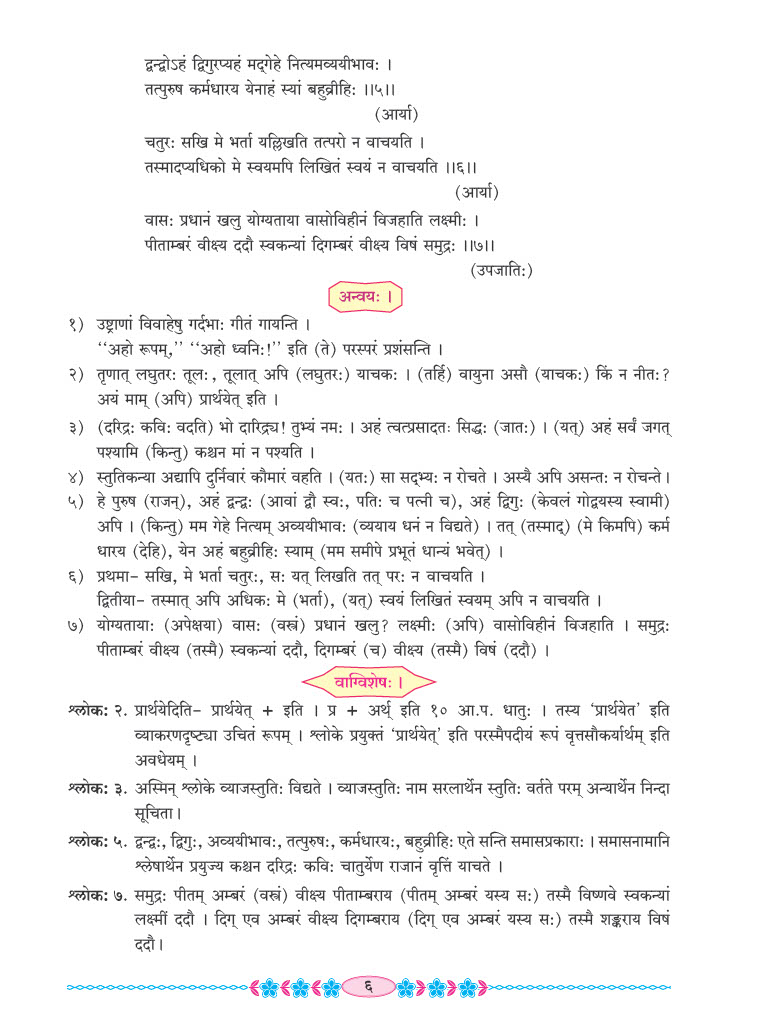 द्वन्द्वोऽहं द्विगुरप्यहं मद्गेहे नित्यमव्ययीभावः ।
तत्पुरुष कर्मधारय येनाहं स्यां बहुव्रीहिः ।।५।।
(आर्या)
चतुरः सखि मे भर्ता यल्लिखति तत्परो न वाचयति ।
तस्मादप्यधिको मे स्वयमपि लिखितं स्वयं न वाचयति ।।६।।
(आर्या)
वासः प्रधानं खलु योग्यताया वासोविहीनं विजहाति लक्ष्मीः ।
पीताम्बरं वीक्ष्य ददौ स्वकन्यां दिगम्बरं वीक्ष्य विषं समुद्रः ।।७।।
(उपजातिः)
अन्वयः ।
१) उष्ट्राणां विवाहेषु गर्दभाः गीतं गायन्ति ।
‘‘अहो रूपम्,’’ ‘‘अहो ध्वनिः!’’ इति (ते) परस्परं प्रशंसन्ति ।
२) तृणात् लघुतरः तूलः, तूलात् अपि (लघुतरः) याचकः । (तर्हि) वायुना असौ (याचकः) किं न नीतः?
अयं माम् (अपि) प्रार्थयेत् इति ।
३) (दरिद्रः कविः वदति) भो दारिद्र्य! तुभ्यं नमः । अहं त्वत्प्रसादतः सिद्धः (जातः) । (यत्) अहं सर्वं जगत्
पश्यामि (किन्तु) कश्चन मां न पश्यति ।
४) स्तुतिकन्या अद्यापि दुर्निवारं कौमारं वहति । (यतः) सा सद्भ्यः न रोचते । अस्यै अपि असन्तः न रोचन्ते ।
५) हे पुरुष (राजन्), अहं द्वन्द्वः (आवां द्वौ स्वः, पतिः च पत्नी च), अहं द्विगुः (केवलं गोद्वयस्य स्वामी)
अपि । (किन्तु) मम गेहे नित्यम् अव्ययीभावः (व्ययाय धनं न विद्यते) । तत् (तस्माद्) (मे किमपि) कर्म
धारय (देहि), येन अहं बहुव्रीहिः स्याम् (मम समीपे प्रभूतं धान्यं भवेत्) ।
६) प्रथमा– सखि, मे भर्ता चतुरः, सः यत् लिखति तत् परः न वाचयति ।
द्वितीया– तस्मात् अपि अधिकः मे (भर्ता), (यत्) स्वयं लिखितं स्वयम् अपि न वाचयति ।
७) योग्यतायाः (अपेक्षया) वासः (वस्त्रं) प्रधानं खलु? लक्ष्मीः (अपि) वासोविहीनं विजहाति । समुद्रः
पीताम्बरं वीक्ष्य (तस्मै) स्वकन्यां ददौ, दिगम्बरं (च) वीक्ष्य (तस्मै) विषं (ददौ) ।
वाग्विशेषः ।
श्लोकः २. प्रार्थयेदिति– प्रार्थयेत् + इति । प्र + अर्थ् इति १० आ.प. धातुः । तस्य ‘प्रार्थयेत’ इति
व्याकरणदृष्ट्या उचितं रूपम् । श्लोके प्रयुक्तं ‘प्रार्थयेत्’ इति परस्मैपदीयं रूपं वृत्तसौकर्यार्थम् इति
अवधेयम् ।
श्लोकः ३. अस्मिन् श्लोके व्याजस्तुतिः विद्यते । व्याजस्तुतिः नाम सरलार्थेन स्तुतिः वर्तते परम् अन्यार्थेन निन्दा
सूचिता।
श्लोकः ५. द्वन्द्वः, द्विगुः, अव्ययीभावः, तत्पुरुषः, कर्मधारयः, बहुव्रीहिः एते सन्ति समासप्रकाराः । समासनामानि
श्लेषार्थेन प्रयुज्य कश्चन दरिद्रः कविः चातुर्येण राजानं वृत्तिं याचते ।
श्लोकः ७. समुद्रः पीतम् अम्बरं (वस्त्रं) वीक्ष्य पीताम्बराय (पीतम् अम्बरं यस्य सः) तस्मै विष्णवे स्वकन्यां
लक्ष्मीं ददौ । दिग् एव अम्बरं वीक्ष्य दिगम्बराय (दिग् एव अम्बरं यस्य सः) तस्मै शङ्कराय विषं
ददौ।
६